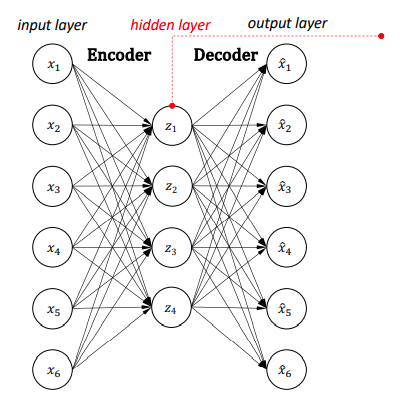 input layer hidden layer output layer
Encoder Decoder
x₁ x̂₁
x₂ z₁ x̂₂
x₃ z₂ x̂₃
x₄ z₃ x̂₄
x₅ z₄ x̂₅
x₆ x̂₆